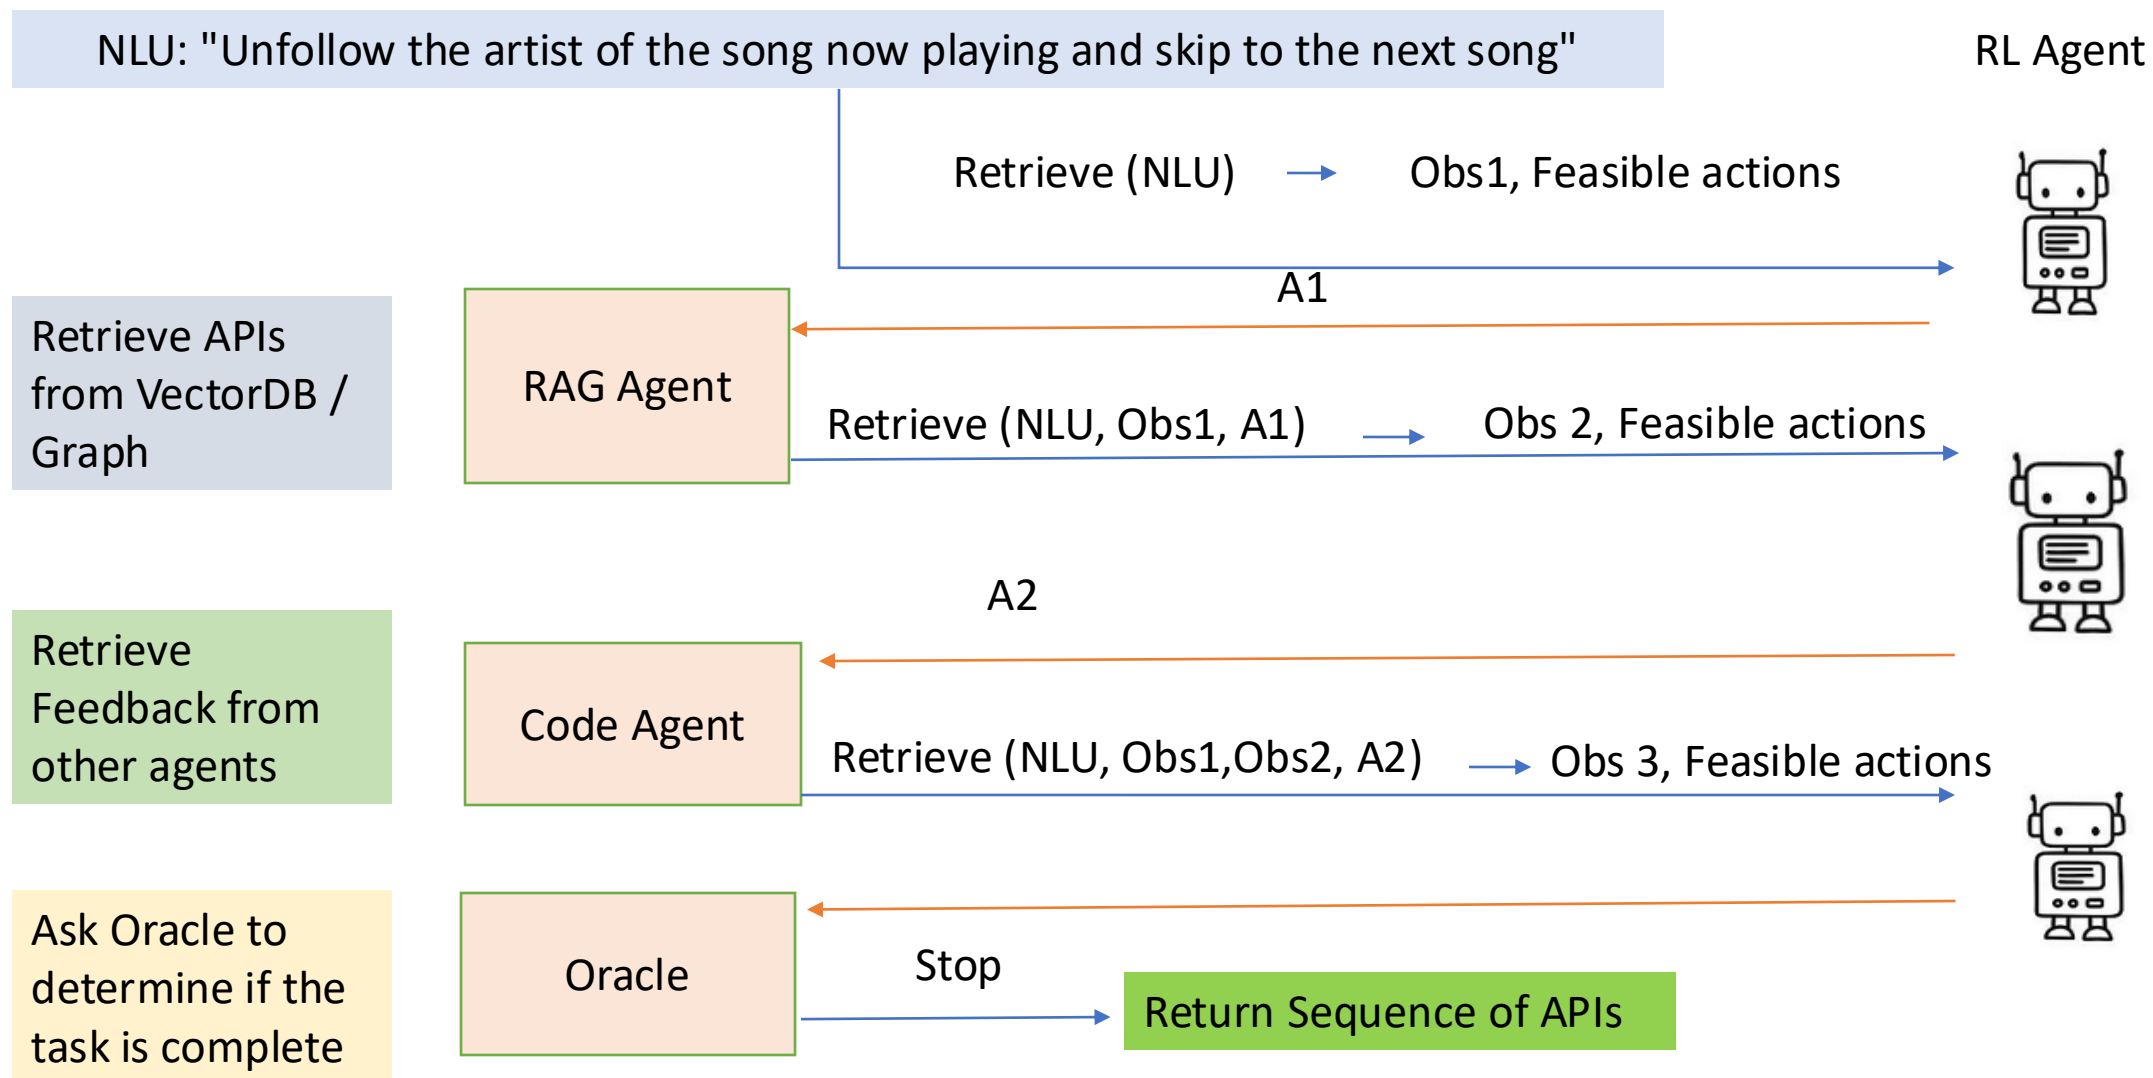 NLU: "Unfollow the artist of the song now playing and skip to the next song"
RL Agent
Retrieve (NLU)
Obs1, Feasible actions
A1
Retrieve APIs
from VectorDB /
Graph
RAG Agent
Retrieve (NLU, Obs1, A1)
Obs 2, Feasible actions
A2
Retrieve
Feedback from
other agents
Code Agent
Retrieve (NLU, Obs1,Obs2, A2)
Obs 3, Feasible actions
Ask Oracle to
determine if the
task is complete
Oracle
Stop
Return Sequence of APIs